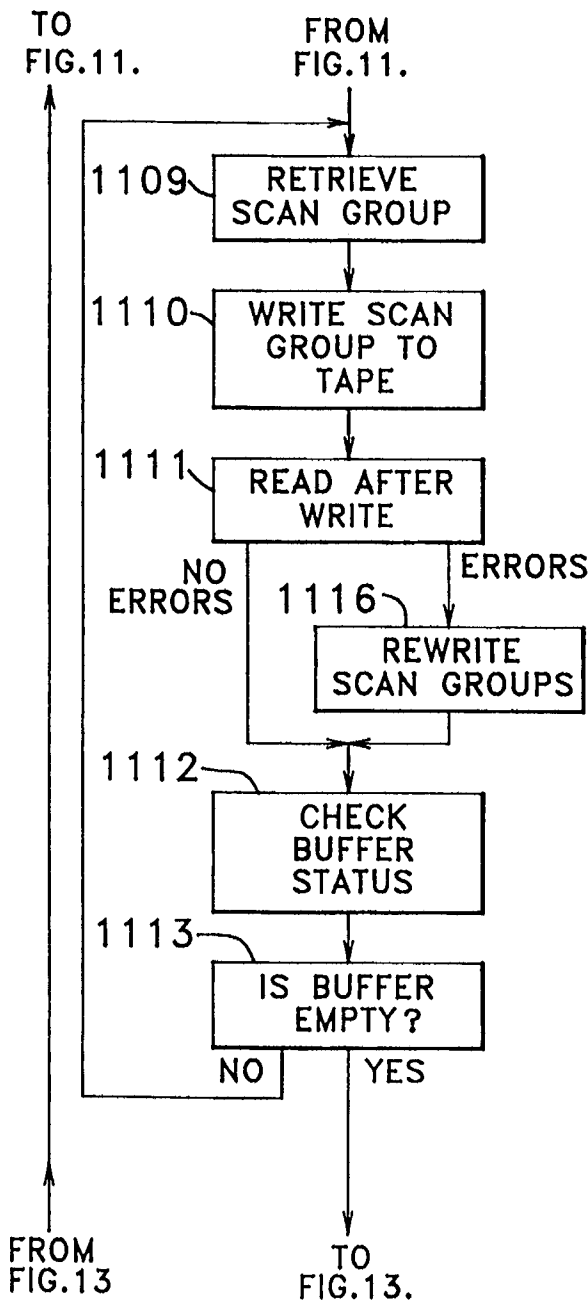 TO
FIG.11.
FROM
FIG.11.
1109
RETRIEVE
SCAN GROUP
1110
WRITE SCAN
GROUP TO
TAPE
1111
READ AFTER
WRITE
NO
ERRORS
ERRORS
1116
REWRITE
SCAN GROUPS
1112
CHECK
BUFFER
STATUS
1113
IS BUFFER
EMPTY?
NO
YES
FROM
FIG.13
TO
FIG.13.